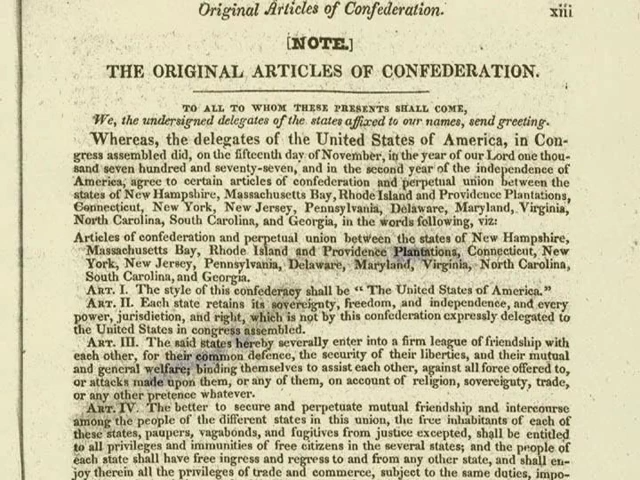 Original Articles of Confederation. xiii
[NOTE.]
THE ORIGINAL ARTICLES OF CONFEDERATION.
TO ALL TO WHOM THESE PRESENTS SHALL COME,
We, the undersigned delegates of the states affixed to our names, send greeting.
Whereas, the delegates of the United States of America, in Con-
gress assembled did, on the fifteenth day of November, in the year of our Lord one thou-
sand seven hundred and seventy-seven, and in the second year of the independence of
America, agree to certain articles of confederation and perpetual union between the
states of New Hampshire, Massachusetts Bay, Rhode Island and Providence Plantations,
Connecticut, New York, New Jersey, Pennsylvania, Delaware, Maryland, Virginia,
North Carolina, South Carolina, and Georgia, in the words following, viz:
Articles of confederation and perpetual union between the states of New Hampshire,
Massachusetts Bay, Rhode Island and Providence Plantations, Connecticut, New
York, New Jersey, Pennsylvania, Delaware, Maryland, Virginia, North Carolina,
South Carolina, and Georgia.
ART. I. The style of this confederacy shall be "The United States of America."
ART. II. Each state retains its sovereignty, freedom, and independence, and every
power, jurisdiction, and right, which is not by this confederation expressly delegated to
the United States in congress assembled.
ART. III. The said states hereby severally enter into a firm league of friendship with
each other, for their common defence, the security of their liberties, and their mutual
and general welfare; binding themselves to assist each other, against all force offered to,
or attacks made upon them, or any of them, on account of religion, sovereignty, trade,
or any other pretence whatever.
ART. IV. The better to secure and perpetuate mutual friendship and intercourse
among the people of the different states in this union, the free inhabitants of each of
these states, paupers, vagabonds, and fugitives from justice excepted, shall be entitled
to all privileges and immunities of free citizens in the several states; and the people of
each state shall have free ingress and regress to and from any other state, and shall en-
joy therein all the privileges of trade and commerce, subject to the same duties, impo-